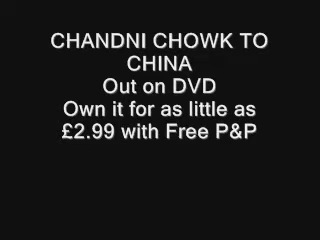 CHANDNI CHOWK TO
CHINA
Out on DVD
Own it for as little as
£2.99 with Free P&P